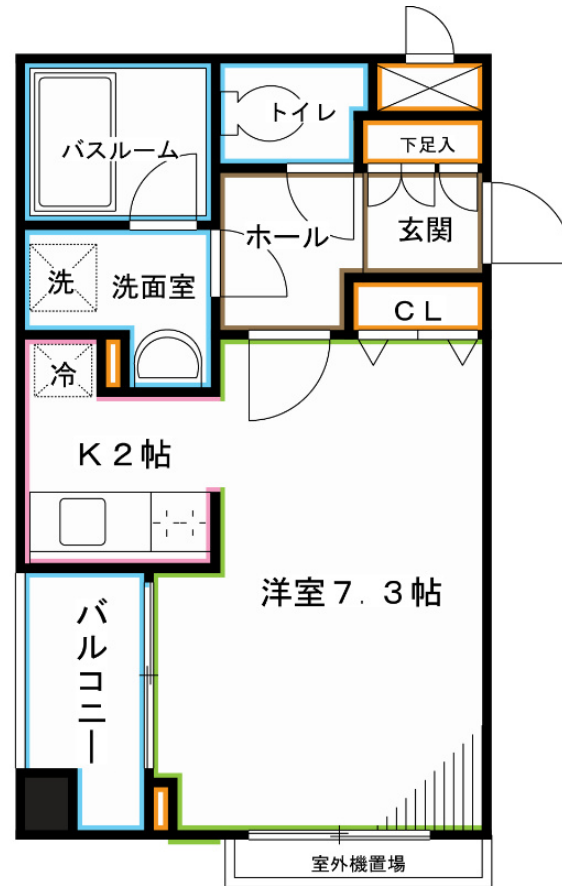 トイレ
バスルーム
下足入
ホール
玄関
洗
洗面室
ＣＬ
冷
Ｋ２帖
洋室７．３帖
バルコニー
室外機置場